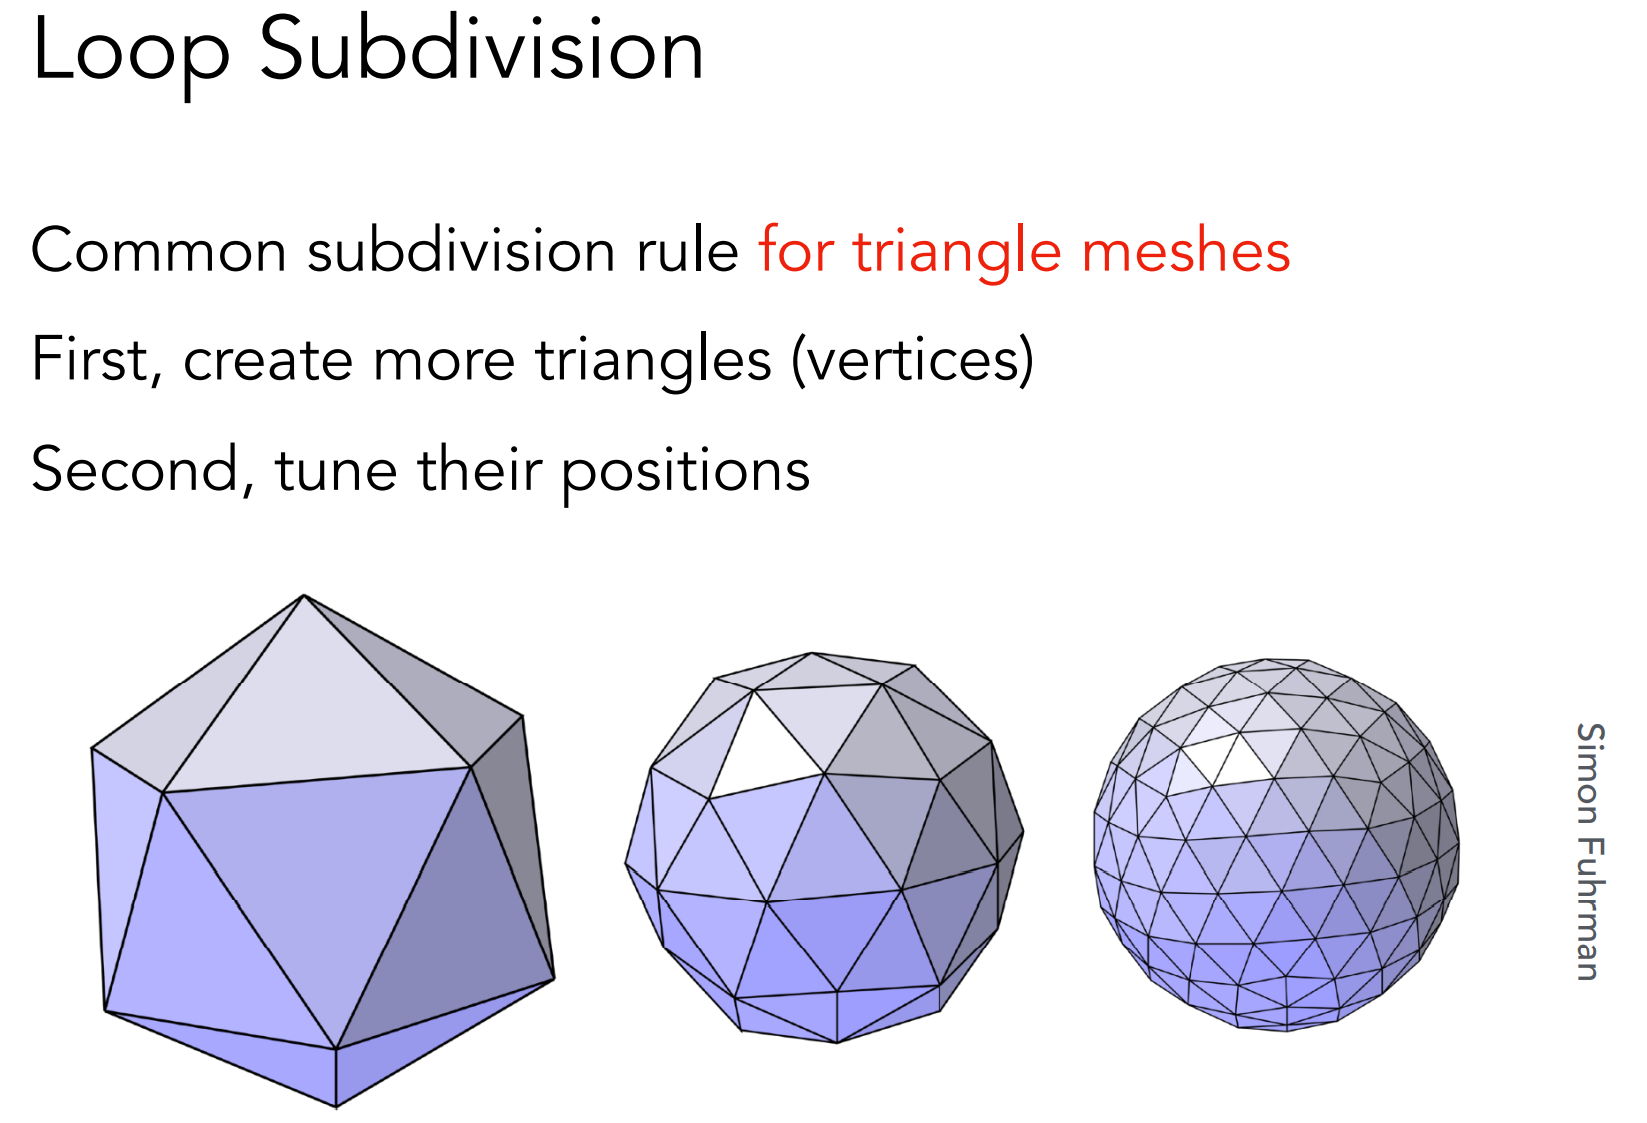 Loop Subdivision
Common subdivision rule for triangle meshes
First, create more triangles (vertices)
Second, tune their positions
Simon Fuhrman